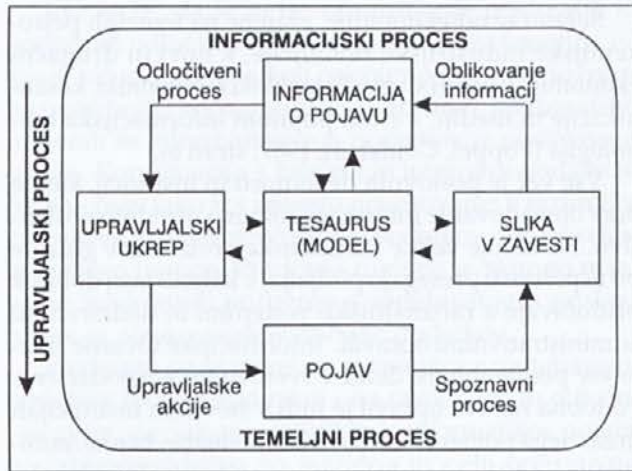 INFORMACIJSKI PROCES
Odločitveni
proces
Oblikovanje
informacij
INFORMACIJA
O POJAVU
UPRAVLJALSKI PROCES
UPRAVLJALSKI
UKREP
TESAURUS
(MODEL)
SLIKA
V ZAVESTI
POJAV
Upravljalske
akcije
Spoznavni
proces
TEMELJNI PROCES